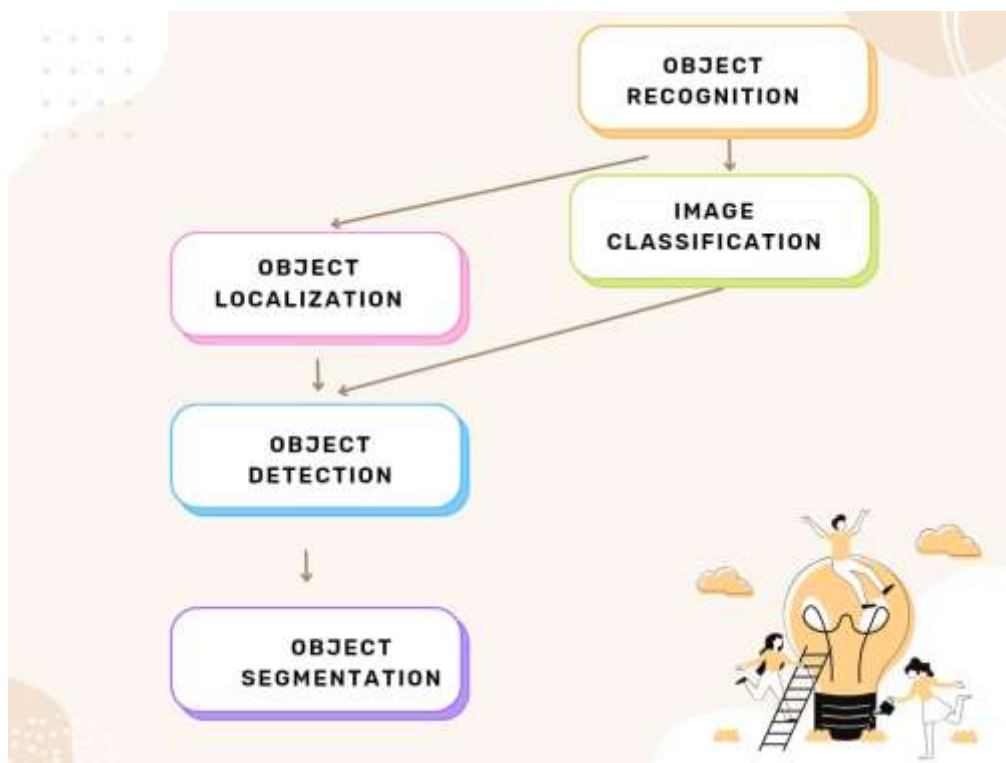 OBJECT
RECOGNITION
IMAGE
CLASSIFICATION
OBJECT
LOCALIZATION
OBJECT
DETECTION
OBJECT
SEGMENTATION